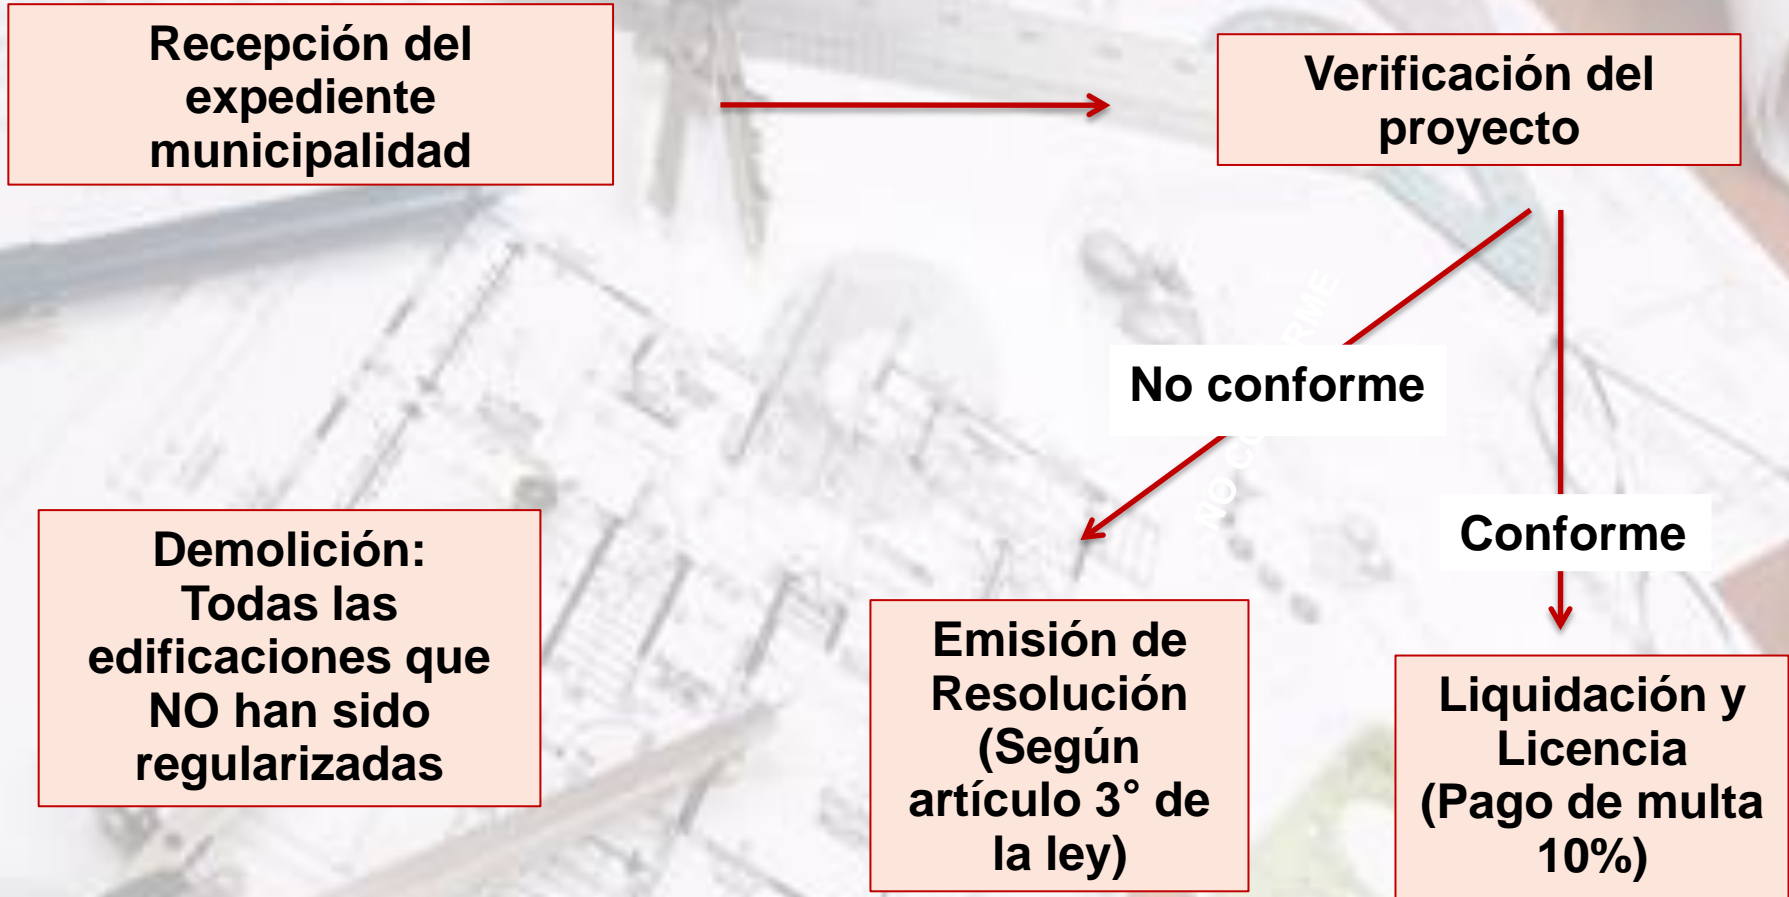 Recepción del
expediente
municipalidad
Verificación del
proyecto
No conforme
Conforme
Demolición:
Todas las
edificaciones que
NO han sido
regularizadas
Emisión de
Resolución
(Según
artículo 3° de
la ley)
Liquidación y
Licencia
(Pago de multa
10%)